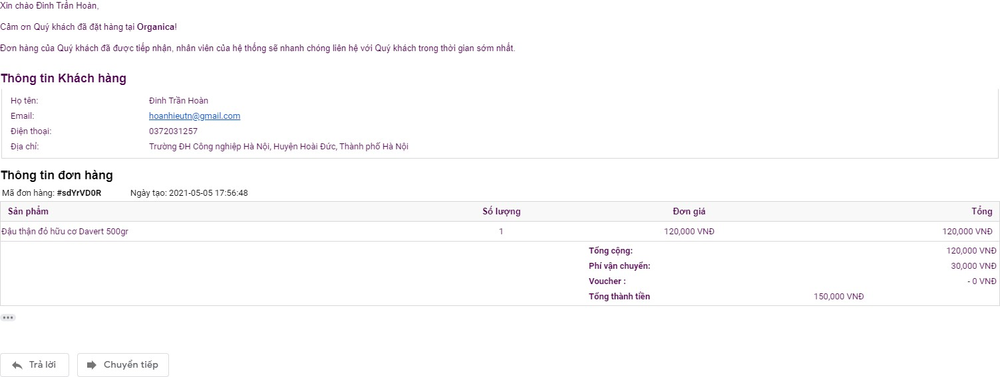 Xin chào Đinh Trần Hoàn,
Cảm ơn Quý khách đã đặt hàng tại Organica!
Đơn hàng của Quý khách đã được tiếp nhận, nhân viên của hệ thống sẽ nhanh chóng liên hệ với Quý khách trong thời gian sớm nhất.
Thông tin Khách hàng
Họ tên: Đinh Trần Hoàn
Email: hoanhieutn@gmail.com
Điện thoại: 0372031257
Địa chỉ: Trường ĐH Công nghiệp Hà Nội, Huyện Hoài Đức, Thành phố Hà Nội
Thông tin đơn hàng
Mã đơn hàng: #sdYrVD0R Ngày tạo: 2021-05-05 17:56:48
Sản phẩm Số lượng Đơn giá Tổng
Đậu thận đỏ hữu cơ Davert 500gr 1 120,000 VNĐ 120,000 VNĐ
Tổng cộng: 120,000 VNĐ
Phí vận chuyển: 30,000 VNĐ
Voucher : - 0 VNĐ
Tổng thành tiền 150,000 VNĐ
Trả lời Chuyển tiếp